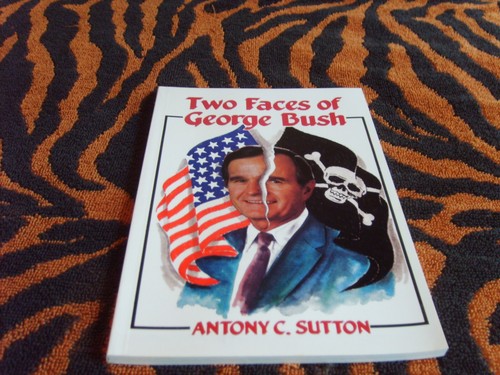 Two Faces of
George Bush
ANTONY C. SUTTON